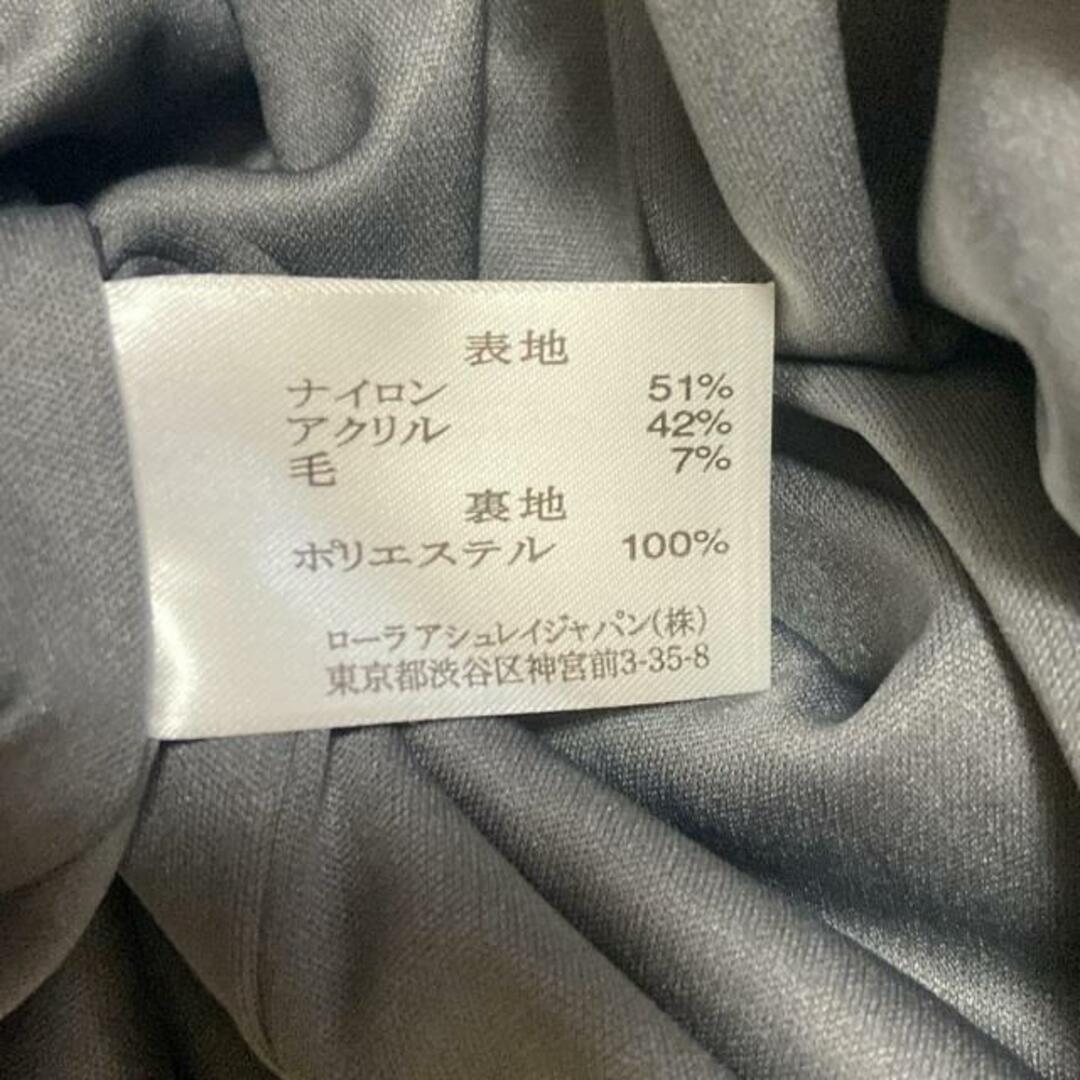 表地
ナイロン 51%
アクリル 42%
毛 7%
裏地
ポリエステル 100%
ローラ アシュレイジャパン(株)
東京都渋谷区神宮前3-35-8